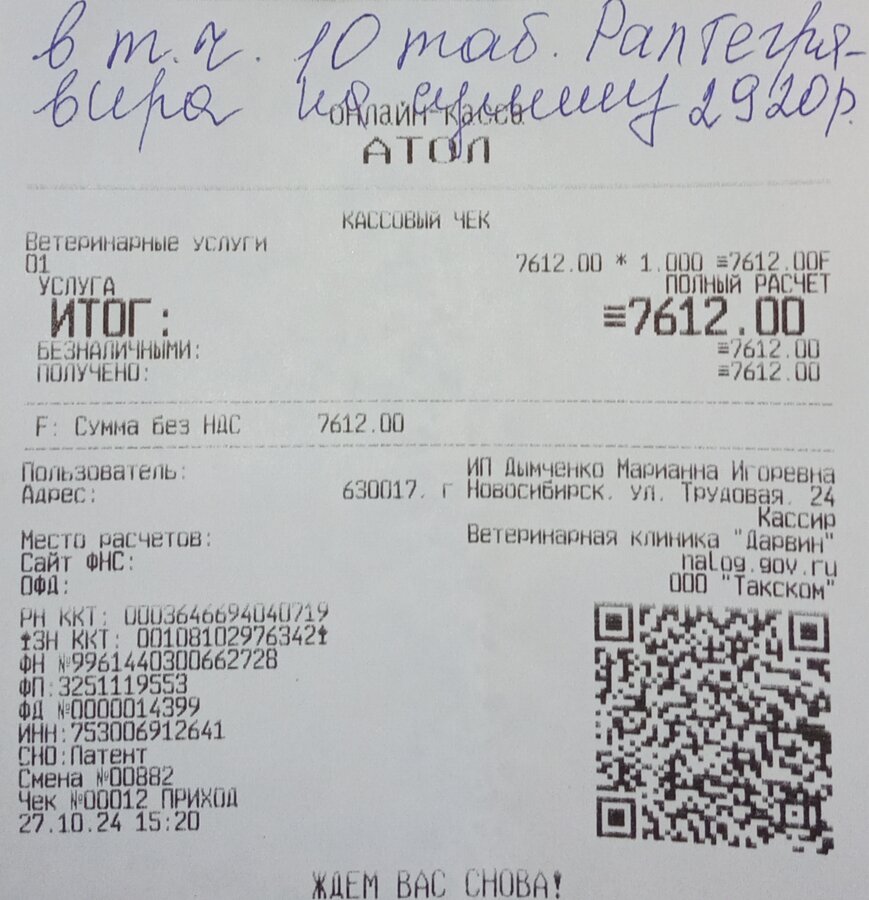 в т.ч. 10 таб. Раптегря-
вира на сумму 2920р.
онлайн-касса
АТОЛ
КАССОВЫЙ ЧЕК
Ветеринарные услуги
01 7612.00 * 1.000 ≡7612.00F
УСЛУГА ПОЛНЫЙ РАСЧЕТ
ИТОГ: ≡7612.00
БЕЗНАЛИЧНЫМИ: ≡7612.00
ПОЛУЧЕНО: ≡7612.00
F: Сумма без НДС 7612.00
Пользователь: ИП Дымченко Марианна Игоревна
Адрес: 630017. г Новосибирск. ул. Трудовая. 24
Кассир
Место расчетов: Ветеринарная клиника "Дарвин"
Сайт ФНС: nalog.gov.ru
ОФД: ООО "Такском"
РН ККТ: 0003646694040719
ЗН ККТ: 00108102976342
ФН №9961440300662728
ФП:3251119553
ФД №0000014399
ИНН:753006912641
СНО:Патент
Смена №00882
Чек №00012 ПРИХОД
27.10.24 15:20
ЖДЕМ ВАС СНОВА!